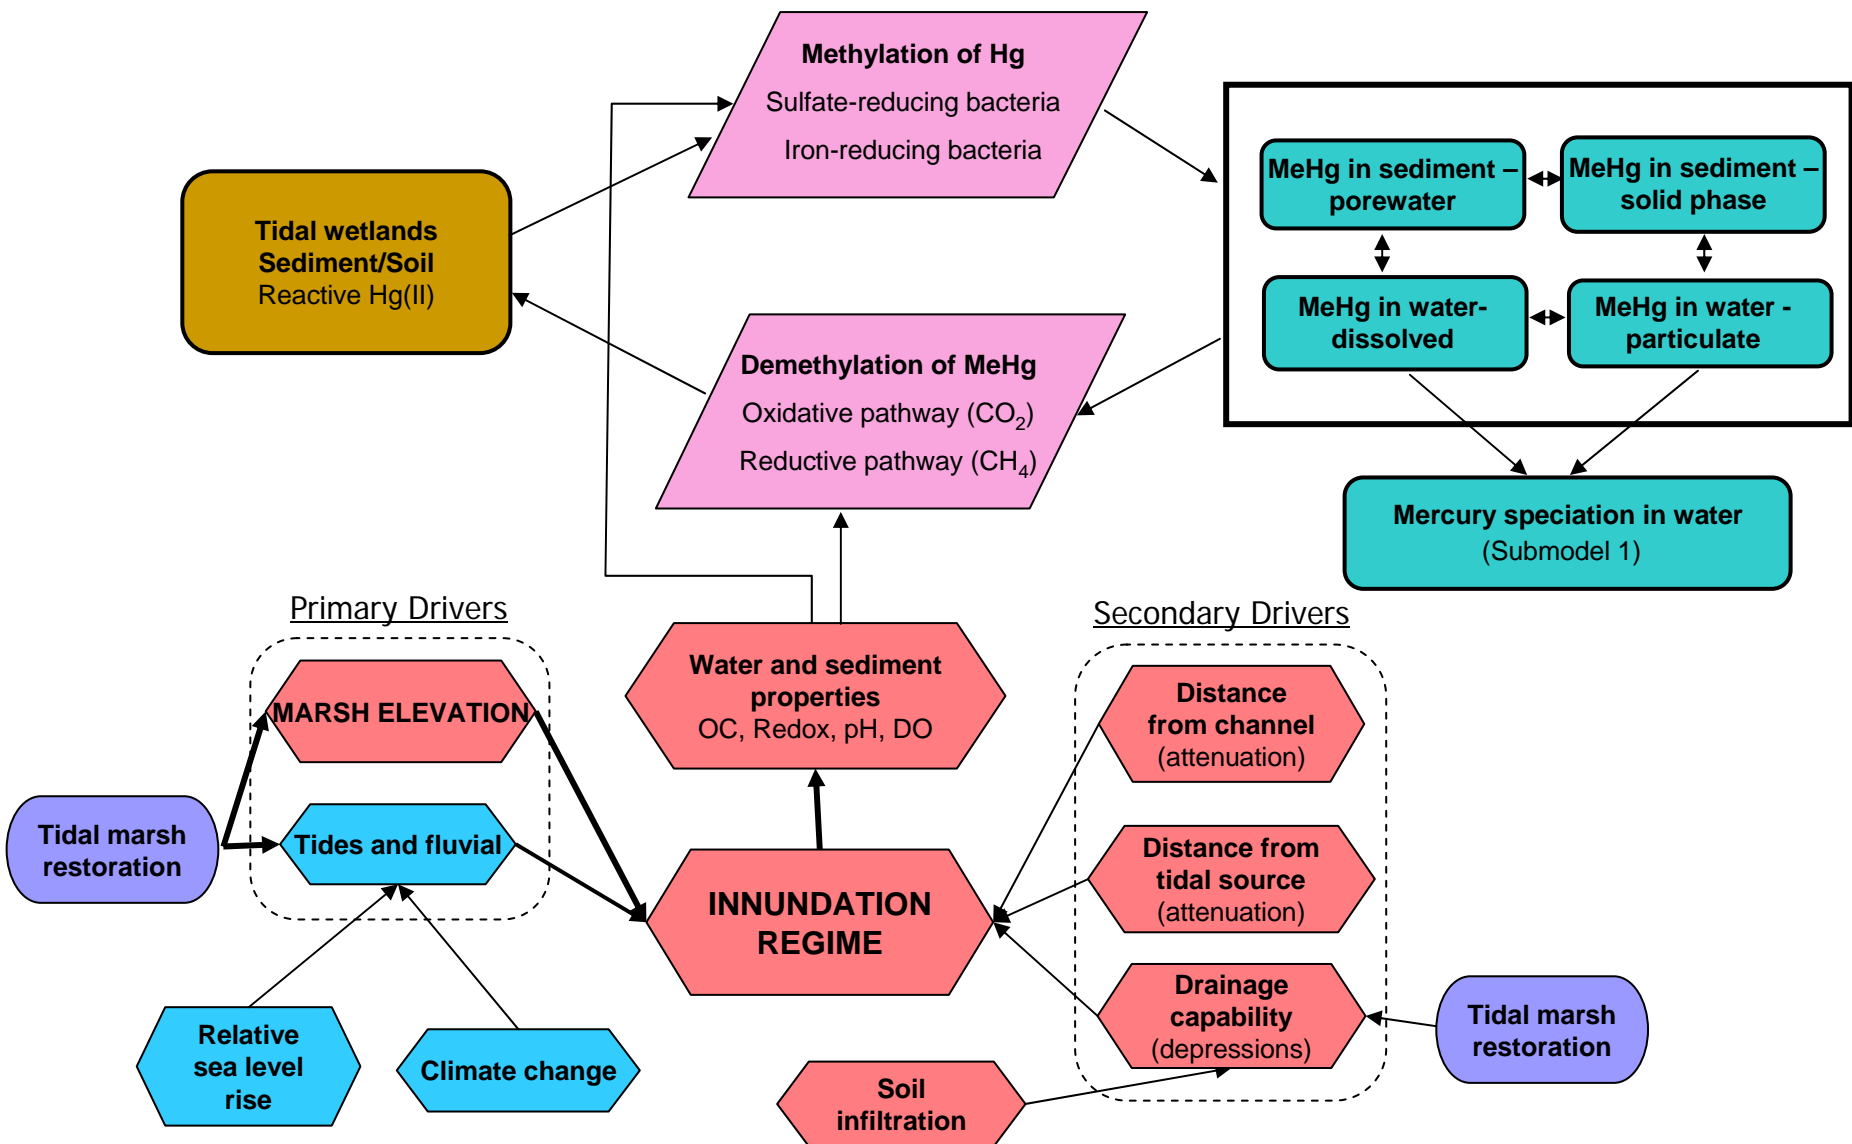 Methylation of Hg
Sulfate-reducing bacteria
Iron-reducing bacteria
MeHg in sediment –
porewater
MeHg in sediment –
solid phase
Tidal wetlands
Sediment/Soil
Reactive Hg(II)
MeHg in water-
dissolved
MeHg in water -
particulate
Demethylation of MeHg
Oxidative pathway (CO2)
Reductive pathway (CH4)
Mercury speciation in water
(Submodel 1)
Primary Drivers
Secondary Drivers
MARSH ELEVATION
Water and sediment
properties
OC, Redox, pH, DO
Distance
from channel
(attenuation)
Tidal marsh
restoration
Tides and fluvial
INNUNDATION
REGIME
Distance from
tidal source
(attenuation)
Drainage
capability
(depressions)
Tidal marsh
restoration
Relative
sea level
rise
Climate change
Soil
infiltration